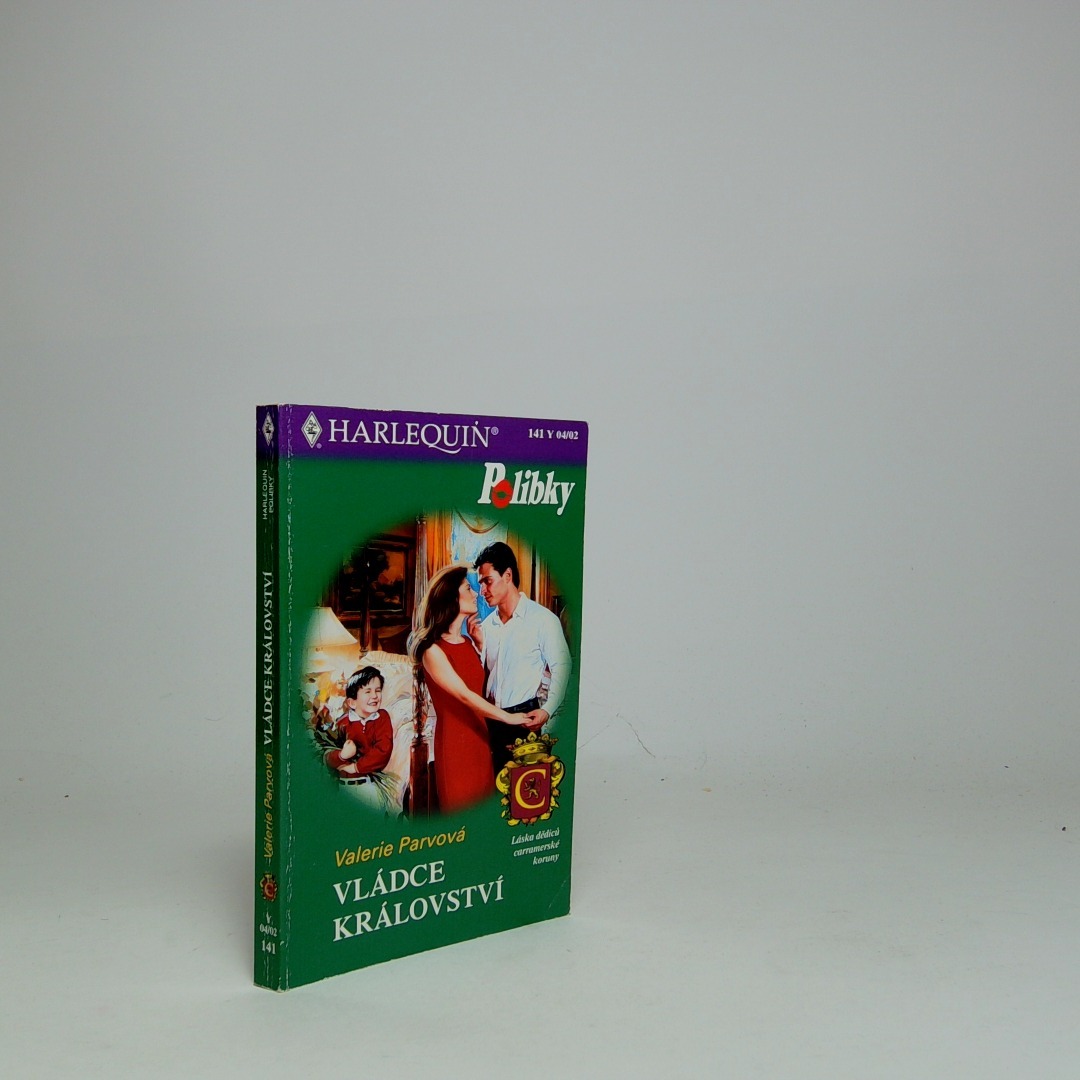 HARLEQUIN®
141 Y 04/02
Polibky
Valerie Parvová
VLÁDCE
KRÁLOVSTVÍ
C
Láska dědiců
carramerské
koruny
HARLEQUIN
POLIBKY
VLÁDCE KRÁLOVSTVÍ
Valerie Parvová
C
Y
04/02
141